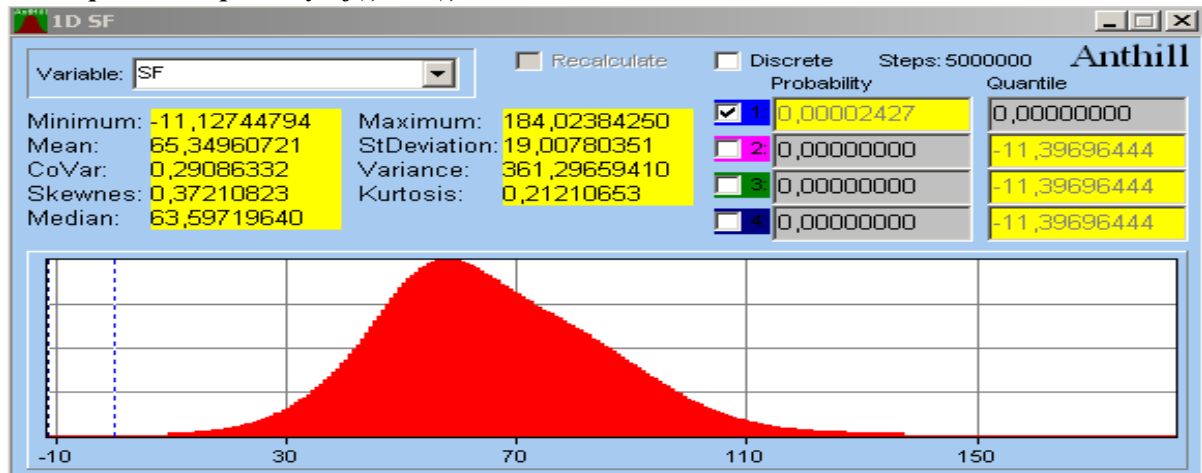 1D SF
Variable: SF Recalculate Discrete Steps: 5000000 Anthill
Probability Quantile
Minimum: -11,12744794 Maximum: 184,02384250 1: 0,00002427 0,00000000
Mean: 65,34960721 StDeviation: 19,00780351 2: 0,00000000 -11,39696444
CoVar: 0,29086332 Variance: 361,29659410 3: 0,00000000 -11,39696444
Skewnes: 0,37210823 Kurtosis: 0,21210653 4: 0,00000000 -11,39696444
Median: 63,59719640
-10 30 70 110 150